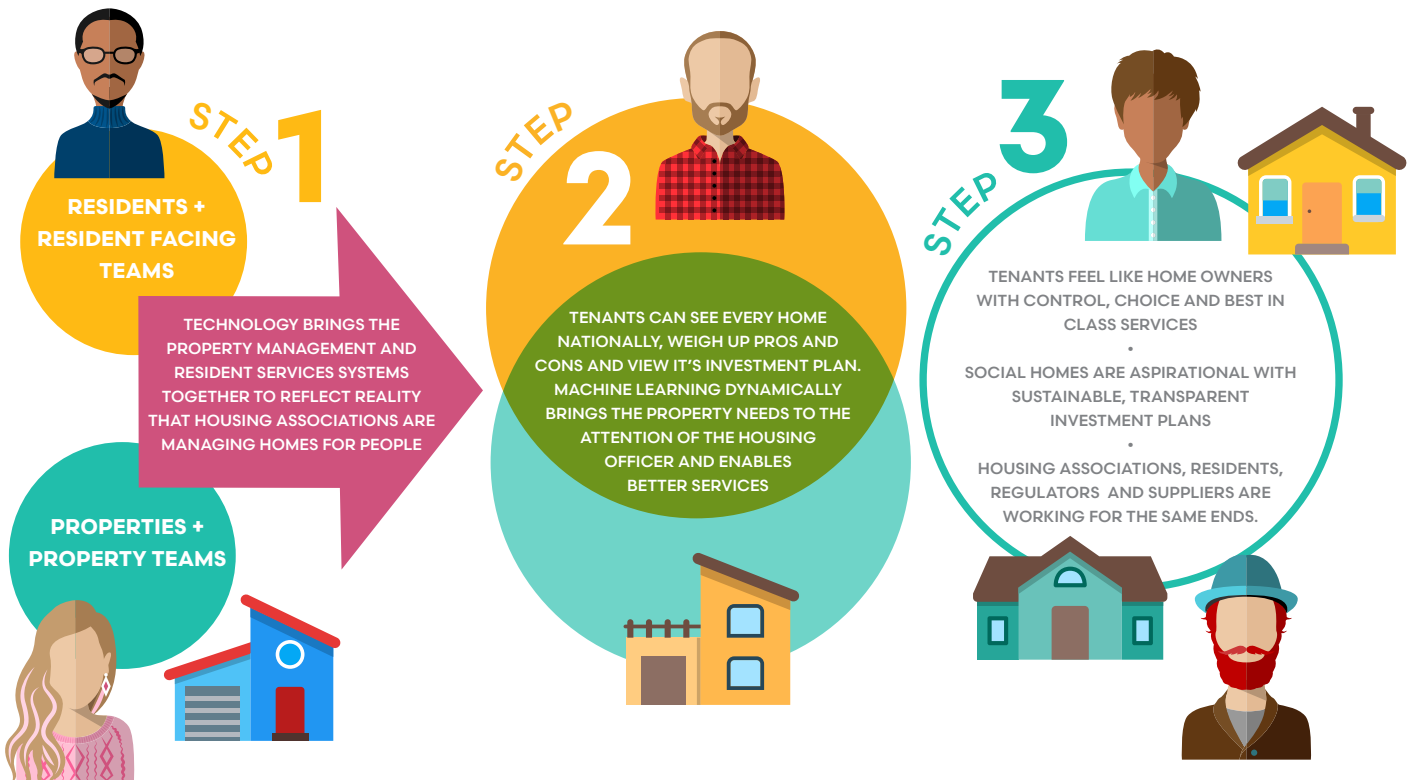 STEP 1
RESIDENTS +
RESIDENT FACING
TEAMS
TECHNOLOGY BRINGS THE
PROPERTY MANAGEMENT AND
RESIDENT SERVICES SYSTEMS
TOGETHER TO REFLECT REALITY
THAT HOUSING ASSOCIATIONS ARE
MANAGING HOMES FOR PEOPLE
PROPERTIES +
PROPERTY TEAMS
STEP 2
TENANTS CAN SEE EVERY HOME
NATIONALLY, WEIGH UP PROS AND
CONS AND VIEW IT'S INVESTMENT PLAN.
MACHINE LEARNING DYNAMICALLY
BRINGS THE PROPERTY NEEDS TO THE
ATTENTION OF THE HOUSING
OFFICER AND ENABLES
BETTER SERVICES
STEP 3
TENANTS FEEL LIKE HOME OWNERS
WITH CONTROL, CHOICE AND BEST IN
CLASS SERVICES
•
SOCIAL HOMES ARE ASPIRATIONAL WITH
SUSTAINABLE, TRANSPARENT
INVESTMENT PLANS
•
HOUSING ASSOCIATIONS, RESIDENTS,
REGULATORS AND SUPPLIERS ARE
WORKING FOR THE SAME ENDS.